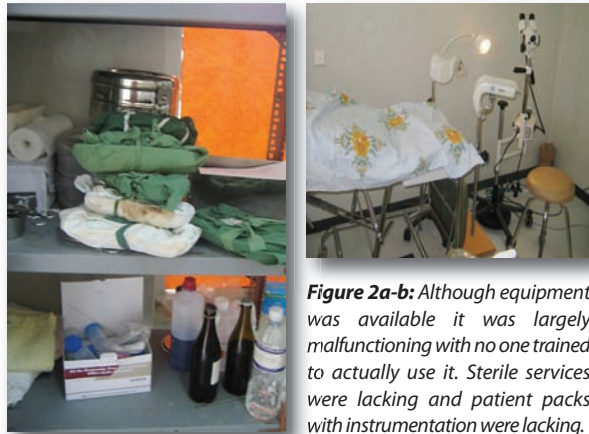 Figure 2a-b: Although equipment
was available it was largely
malfunctioning with no one trained
to actually use it. Sterile services
were lacking and patient packs
with instrumentation were lacking.